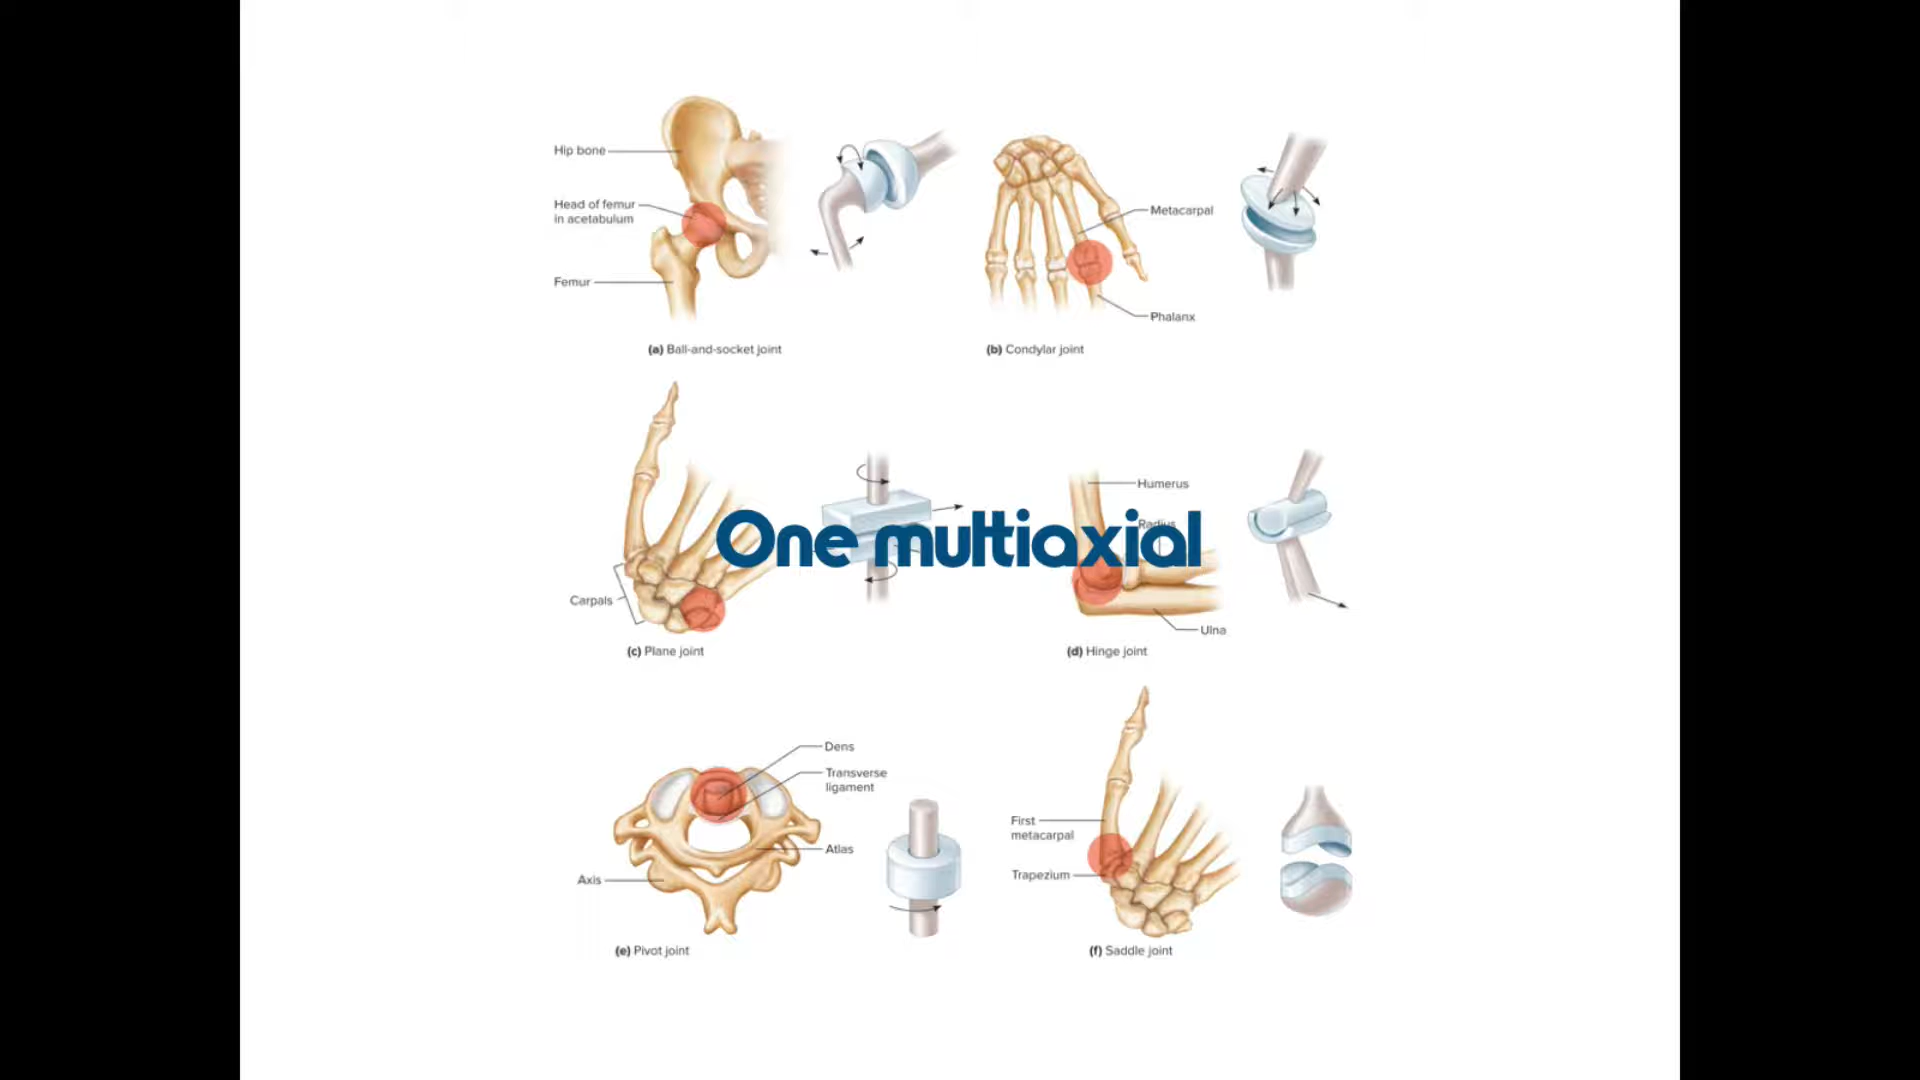 Hip bone
Head of femur
in acetabulum
Femur
(a) Ball-and-socket joint
Metacarpal
Phalanx
(b) Condylar joint
Carpals
(c) Plane joint
Humerus
Radius
Ulna
(d) Hinge joint
One multiaxial
Dens
Transverse
ligament
Atlas
Axis
(e) Pivot joint
First
metacarpal
Trapezium
(f) Saddle joint